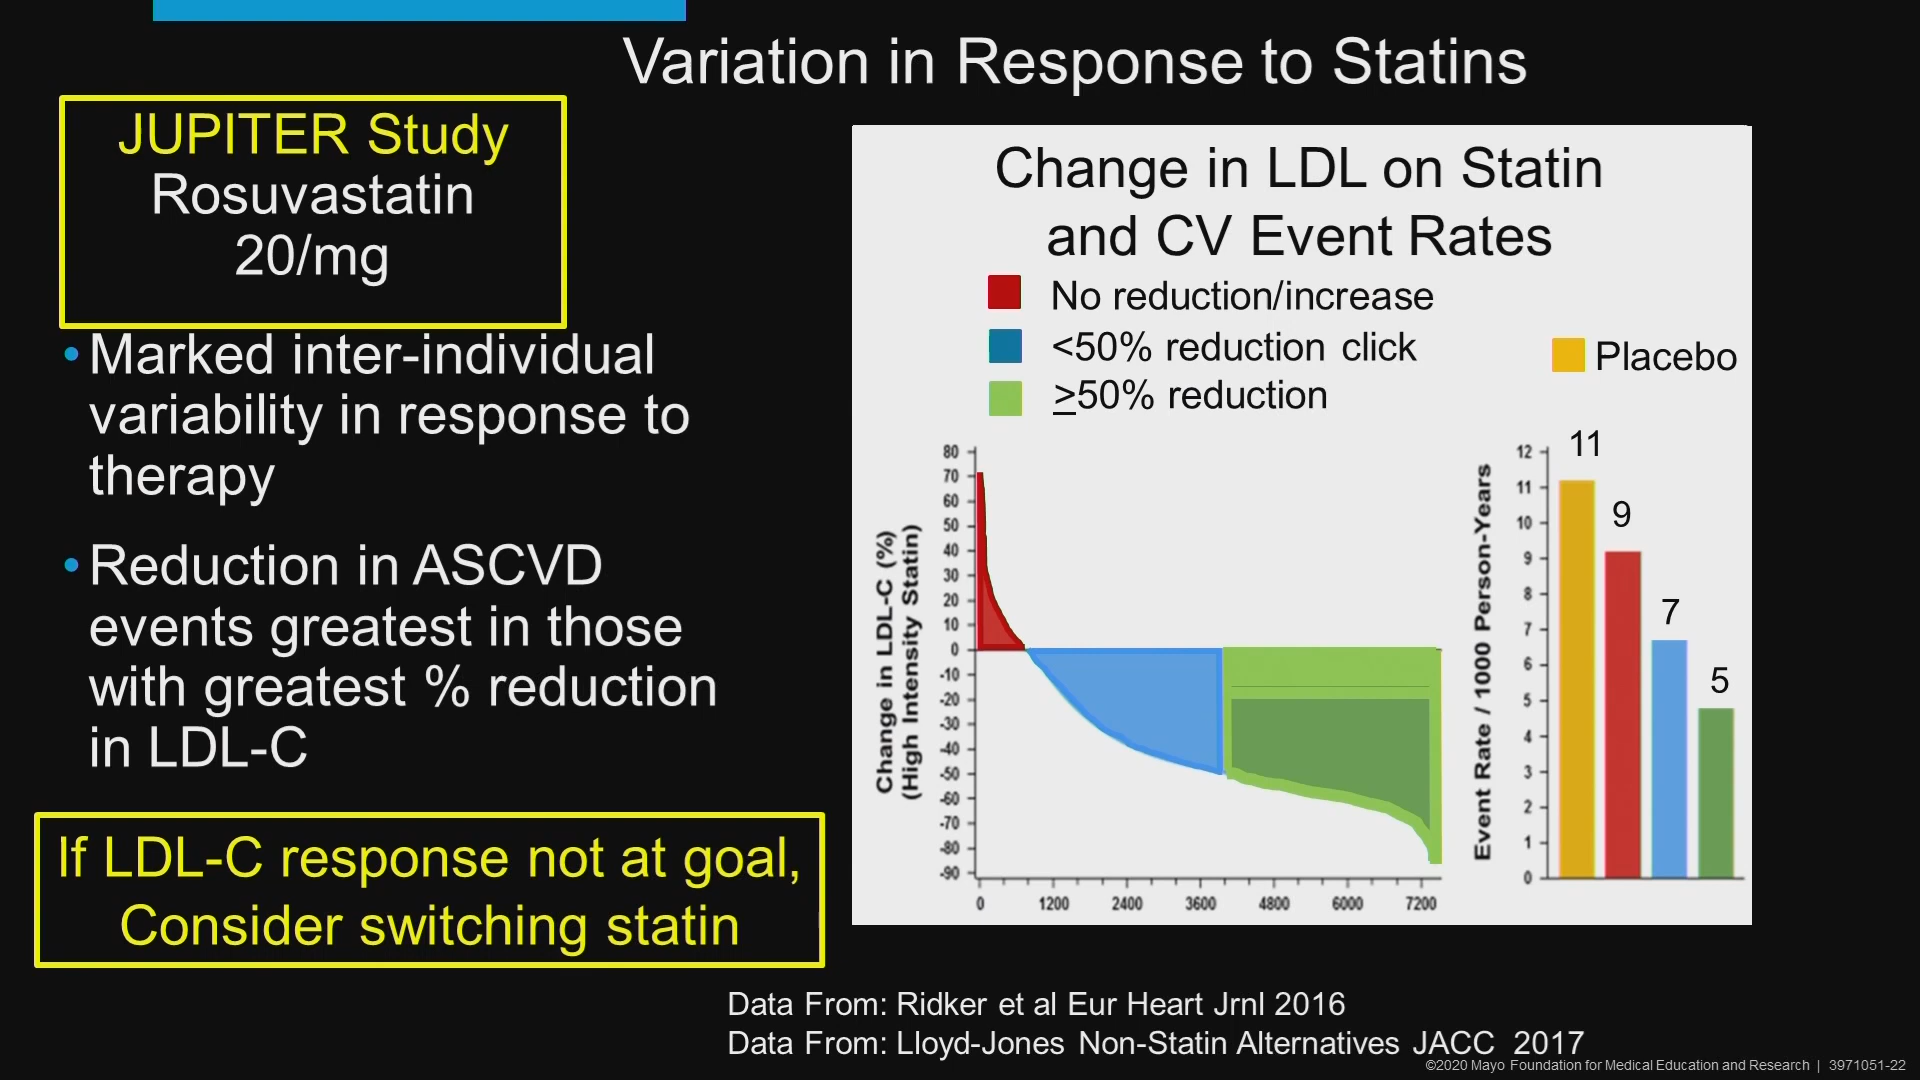 Variation in Response to Statins
JUPITER Study
Rosuvastatin
20/mg
• Marked inter-individual
variability in response to
therapy
• Reduction in ASCVD
events greatest in those
with greatest % reduction
in LDL-C
If LDL-C response not at goal,
Consider switching statin
Change in LDL on Statin
and CV Event Rates
No reduction/increase
<50% reduction click
≥50% reduction
Placebo
Change in LDL-C (%)
(High Intensity Statin)
80
70
60
50
40
30
20
10
0
-10
-20
-30
-40
-50
-60
-70
-80
-90
0 1200 2400 3600 4800 6000 7200
Event Rate / 1000 Person-Years
12
11
10
9
8
7
6
5
4
3
2
1
0
11
9
7
5
Data From: Ridker et al Eur Heart Jrnl 2016
Data From: Lloyd-Jones Non-Statin Alternatives JACC 2017
©2020 Mayo Foundation for Medical Education and Research | 3971051-22